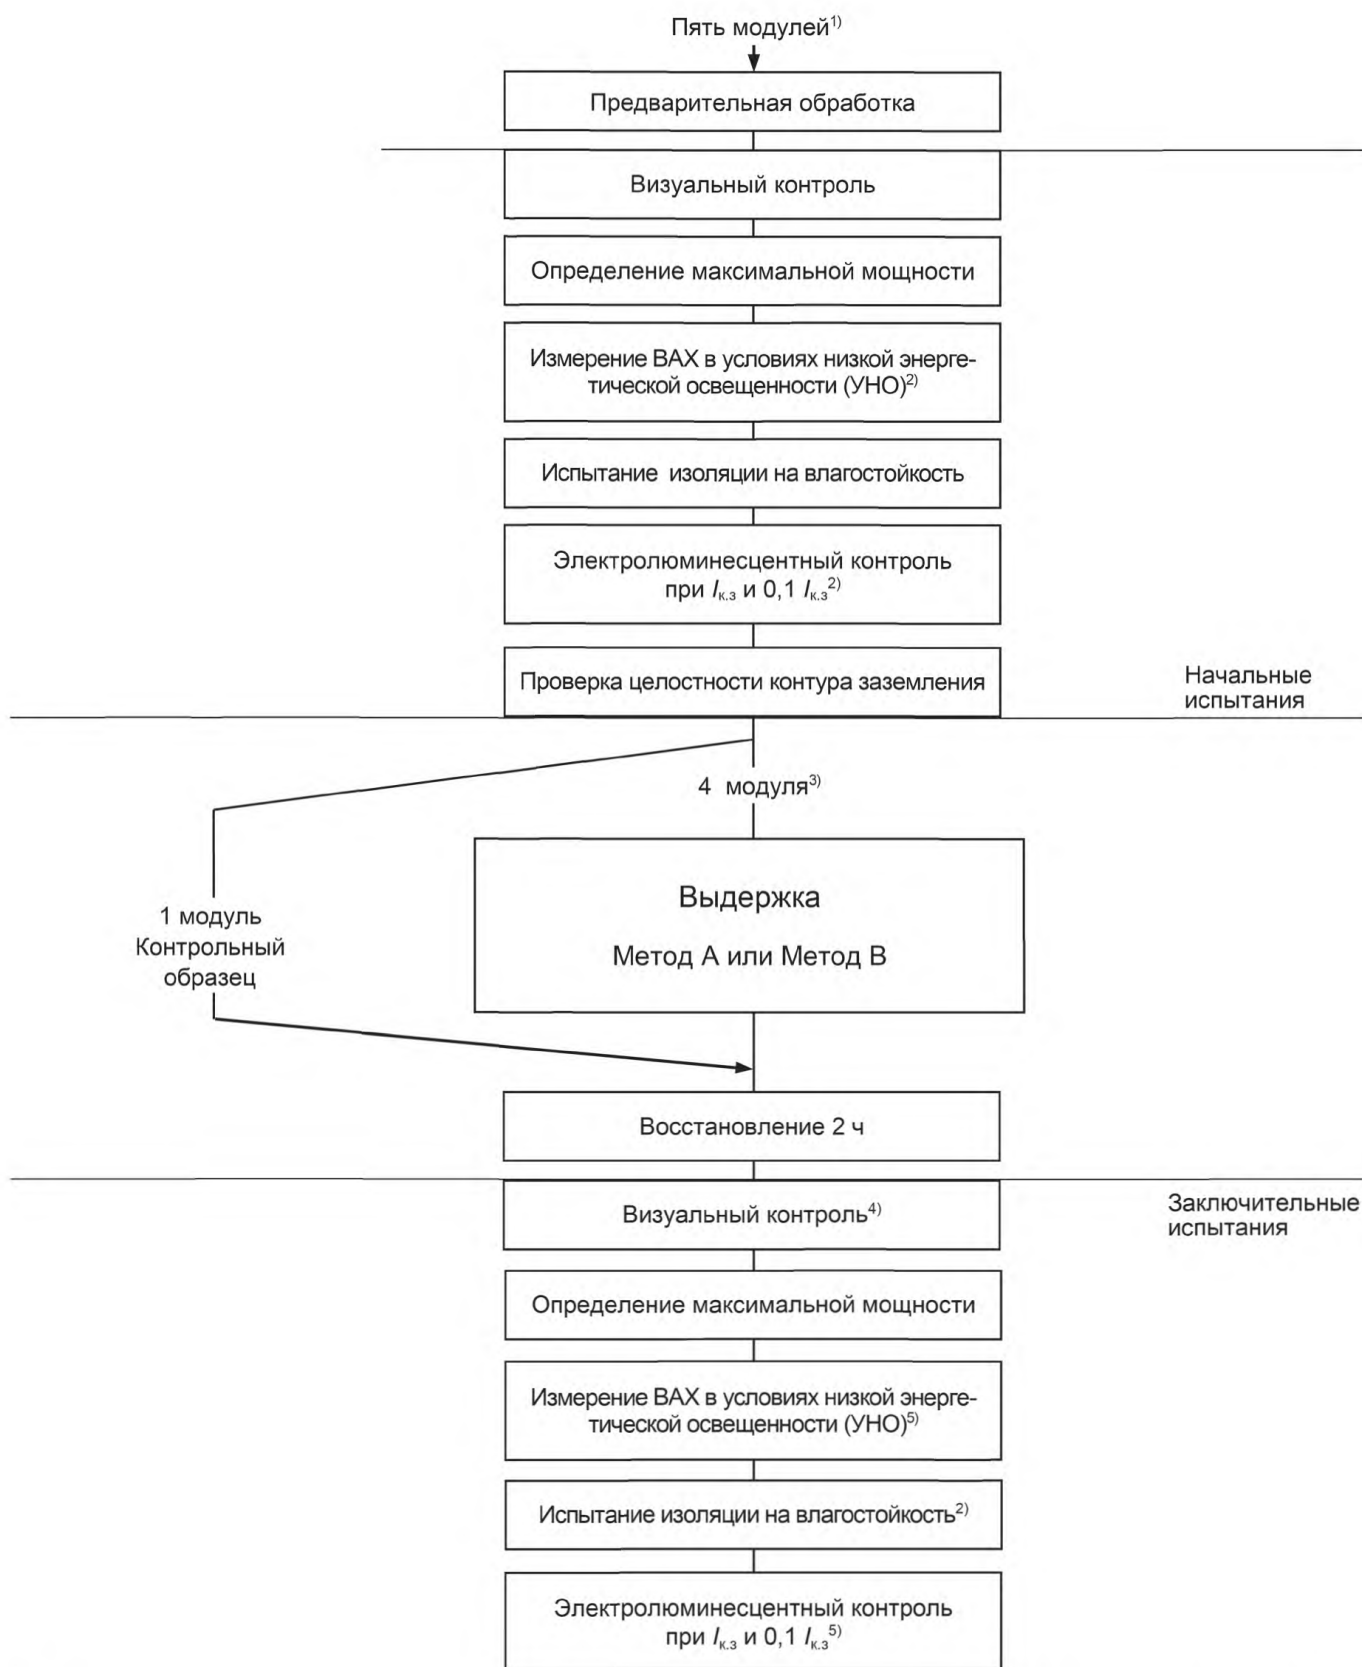 Пять модулей1)
Предварительная обработка
Визуальный контроль
Определение максимальной мощности
Измерение ВАХ в условиях низкой энерге-
тической освещенности (УНО)2)
Испытание изоляции на влагостойкость
Электролюминесцентный контроль
при Iк.з и 0,1 Iк.з2)
Проверка целостности контура заземления
Начальные
испытания
4 модуля3)
Выдержка
Метод А или Метод В
1 модуль
Контрольный
образец
Восстановление 2 ч
Заключительные
испытания
Визуальный контроль4)
Определение максимальной мощности
Измерение ВАХ в условиях низкой энерге-
тической освещенности (УНО)5)
Испытание изоляции на влагостойкость2)
Электролюминесцентный контроль
при Iк.з и 0,1 Iк.з5)